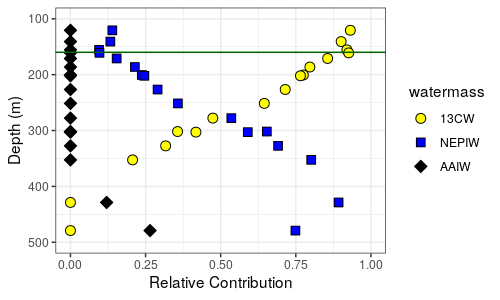 100
200
300
400
500
Depth (m)
0.00 0.25 0.50 0.75 1.00
Relative Contribution
watermass
13CW
NEPIW
AAIW